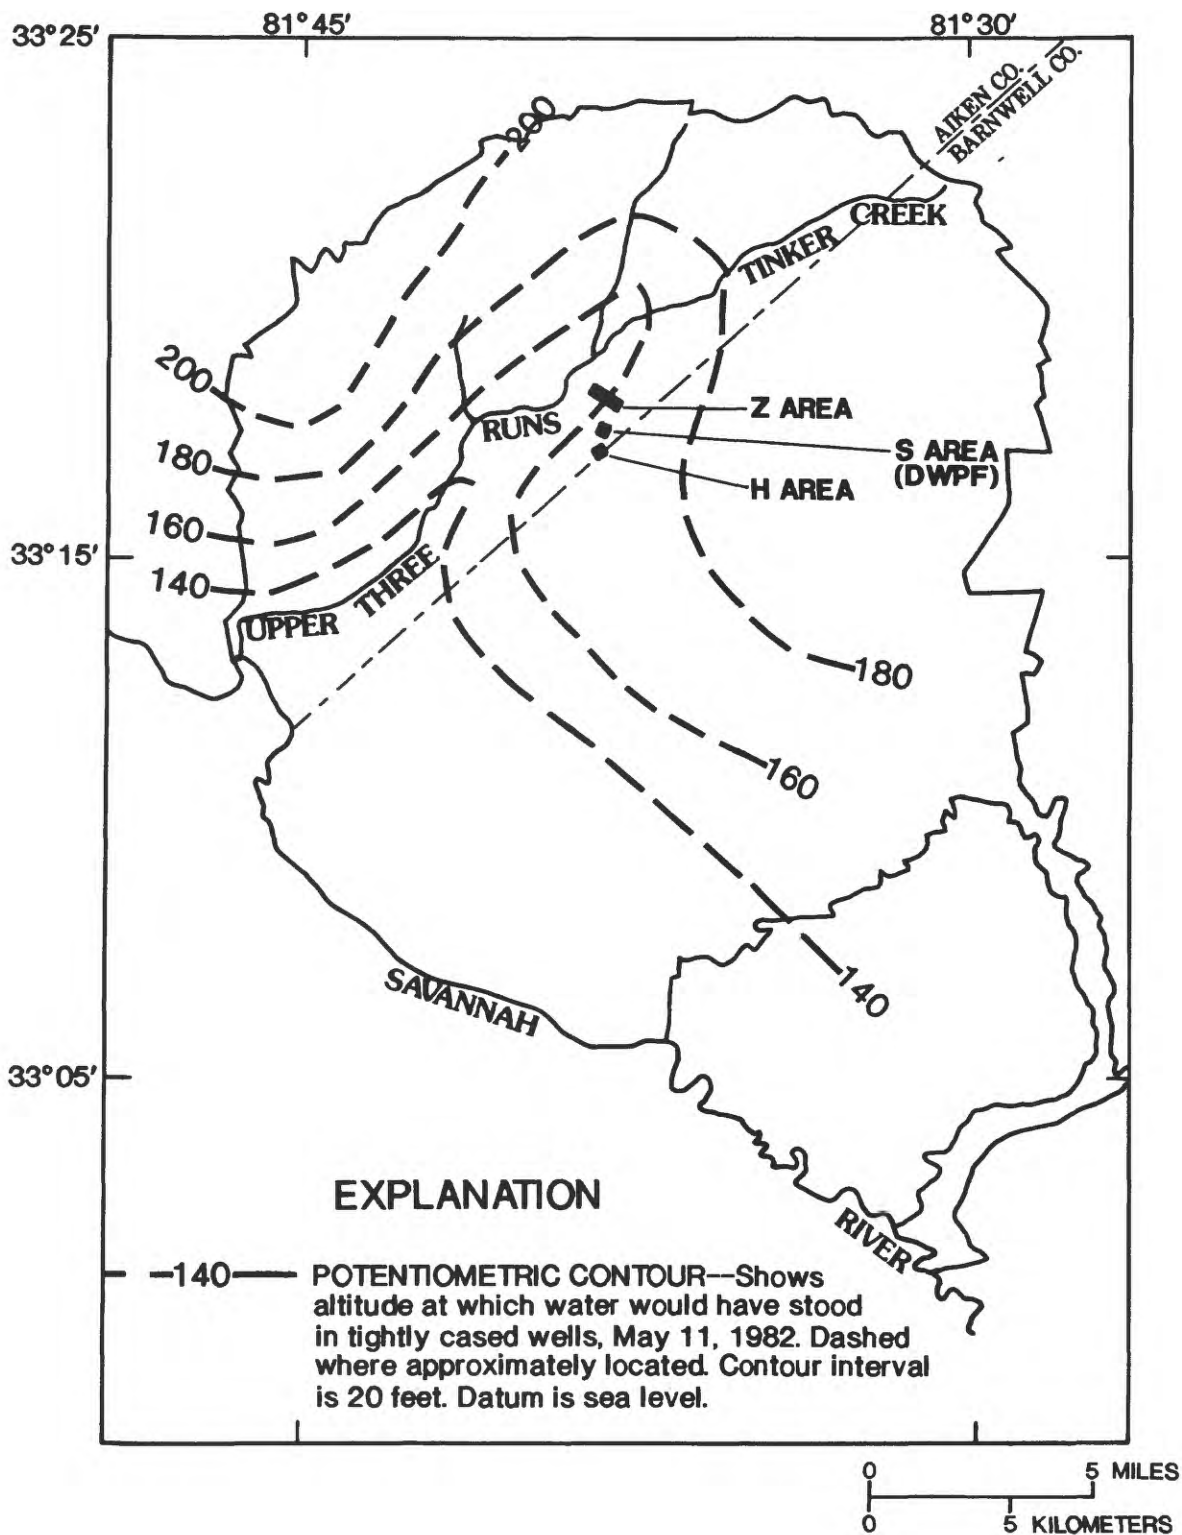 81°45'
81°30'
33°25'
AIKEN CO.
BARNWELL CO.
200
CREEK
TINKER
200
Z AREA
RUNS
S AREA
(DWPF)
180
H AREA
160
33°15'
THREE
140
UPPER
180
160
140
SAVANNAH
33°05'
EXPLANATION
RIVER
140
POTENTIOMETRIC CONTOUR--Shows
altitude at which water would have stood
in tightly cased wells, May 11, 1982. Dashed
where approximately located. Contour interval
is 20 feet. Datum is sea level.
0 5 MILES
0 5 KILOMETERS